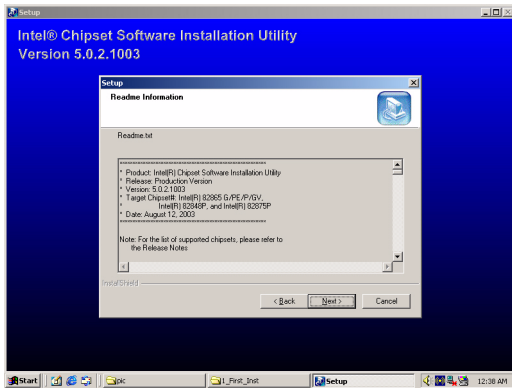 Setup
Intel® Chipset Software Installation Utility
Version 5.0.2.1003
Setup
Readme Information
Readme.txt
************************************************************
* Product: Intel(R) Chipset Software Installation Utility
* Release: Production Version
* Version: 5.0.2.1003
* Target Chipset#: Intel(R) 82865 G/PE/P/GV,
* Intel(R) 82848P, and Intel(R) 82875P
* Date: August 12, 2003
************************************************************
Note: For the list of supported chipsets, please refer to
the Release Notes
InstallShield
< Back
Next >
Cancel
Start
pic
1_First_Inst
Setup
12:38 AM